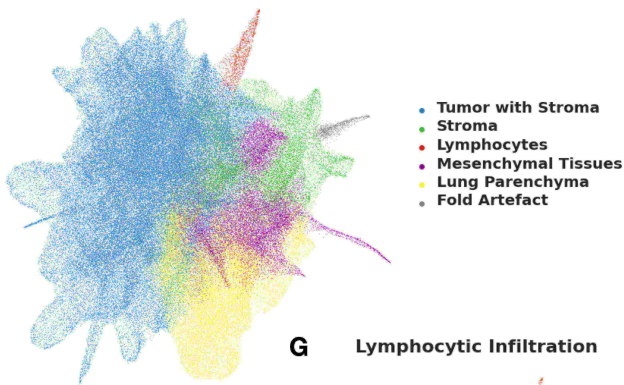 Tumor with Stroma
Stroma
Lymphocytes
Mesenchymal Tissues
Lung Parenchyma
Fold Artefact
G Lymphocytic Infiltration